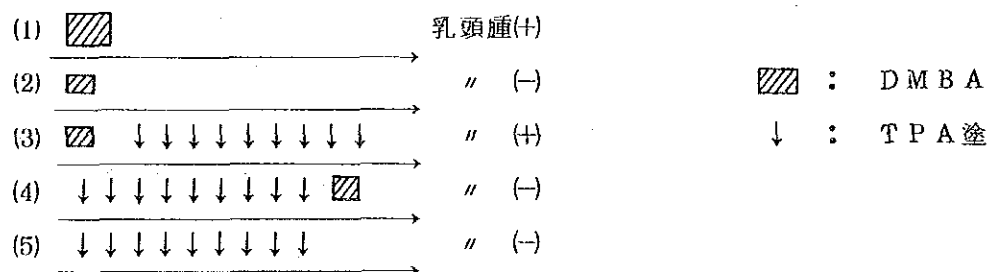 (1) 乳頭腫(+)
(2) 〃 (−)
(3) 〃 (+)
(4) 〃 (−)
(5) 〃 (−)
: DMBA
↓ : TPA塗